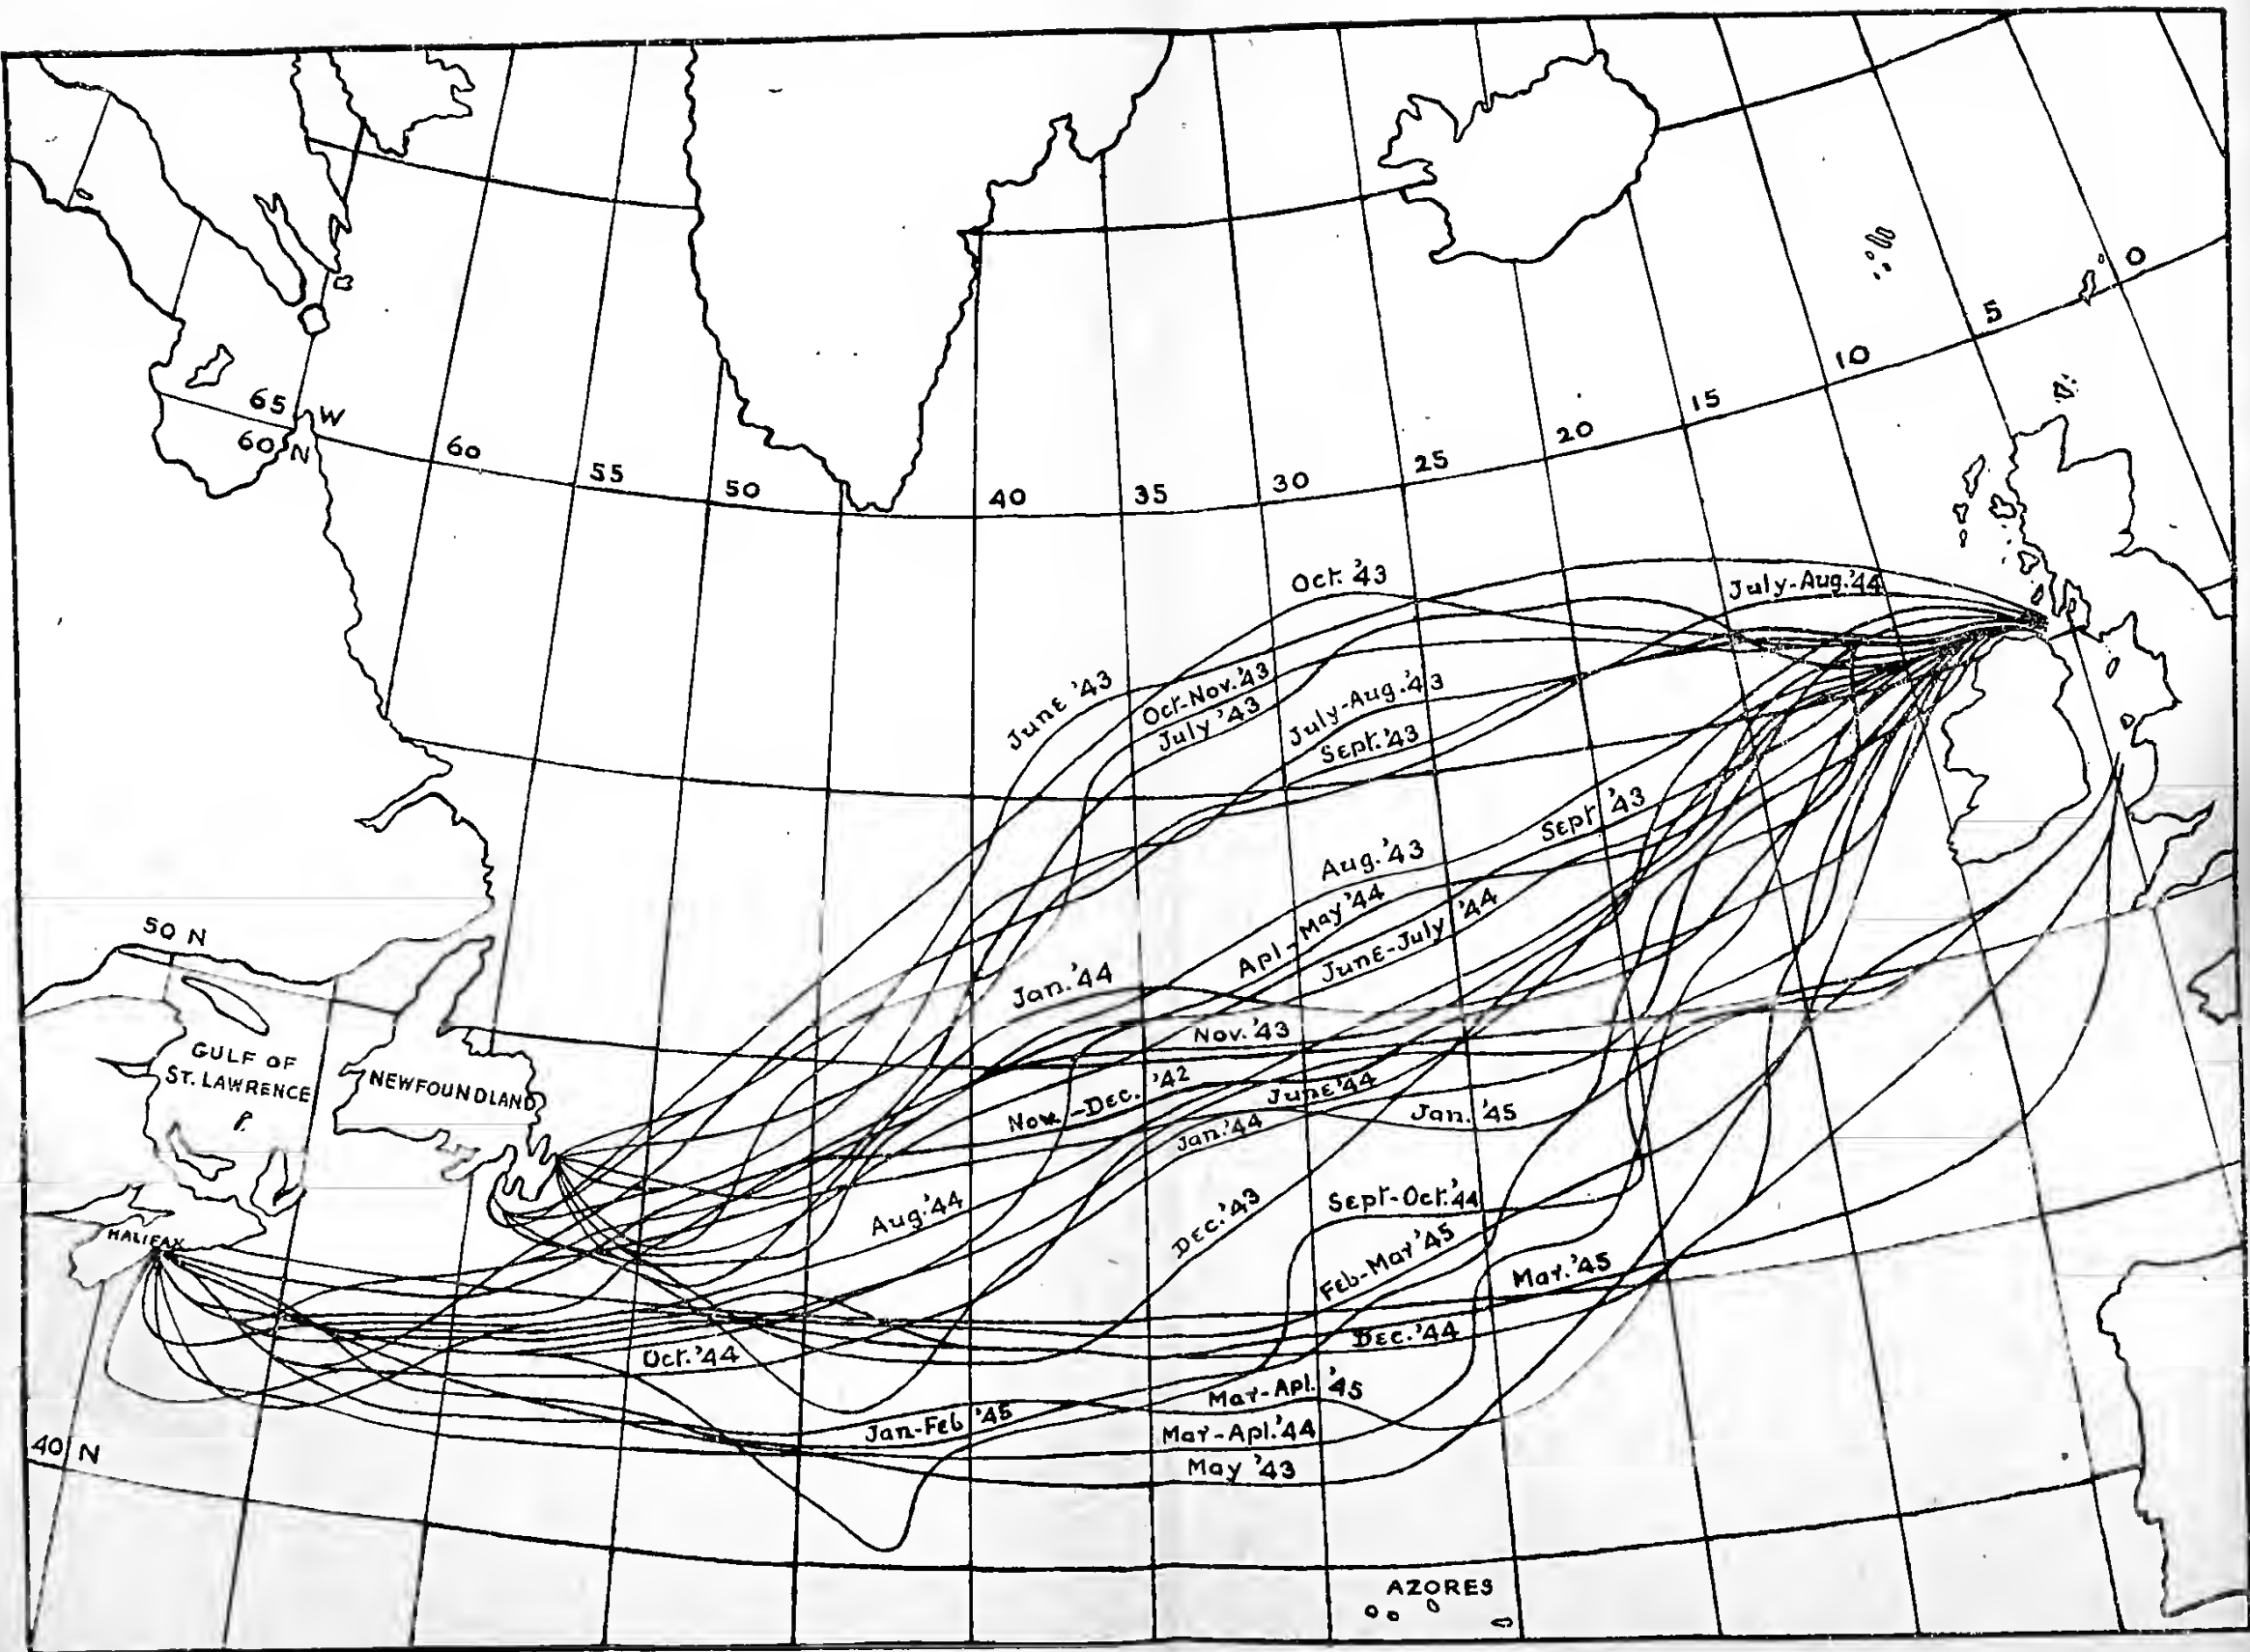 0
5
10
15
20
25
30
35
40
50
55
60
65 W
60 N
Oct. '43
July-Aug.'44
June '43
Oct-Nov.'43
July '43
July-Aug.'43
Sept.'43
Sept '43
Aug.'43
Apl-May '44
June-July '44
Jan.'44
Nov.'43
Nov.-Dec. '42
June '44
Jan.'44
Jan.'45
50 N
GULF OF
ST. LAWRENCE
NEWFOUNDLAND
HALIFAX
Aug.'44
Dec.'43
Sept-Oct.'44
Feb-Mar '45
Mar.'45
Dec.'44
Oct.'44
Mar-Apl.'45
Jan-Feb '45
Mar-Apl.'44
May '43
40 N
AZORES